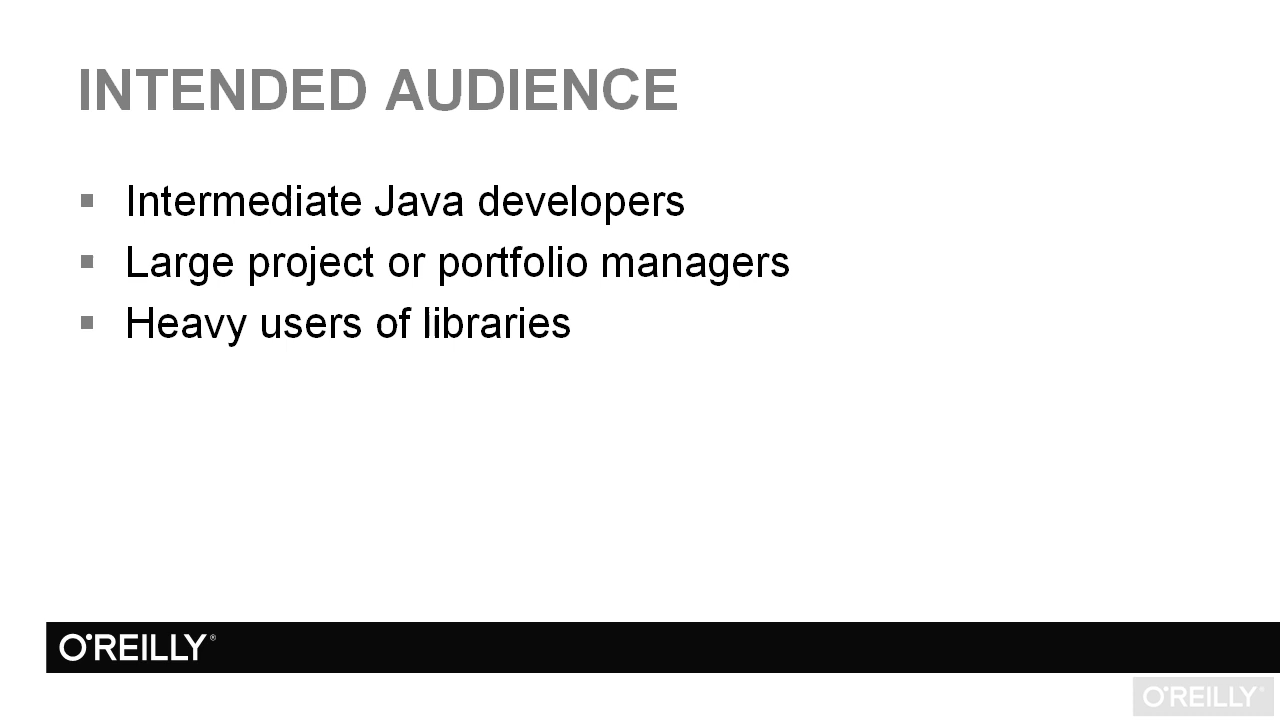 INTENDED AUDIENCE
▪ Intermediate Java developers
▪ Large project or portfolio managers
▪ Heavy users of libraries
O'REILLY®
O'REILLY®